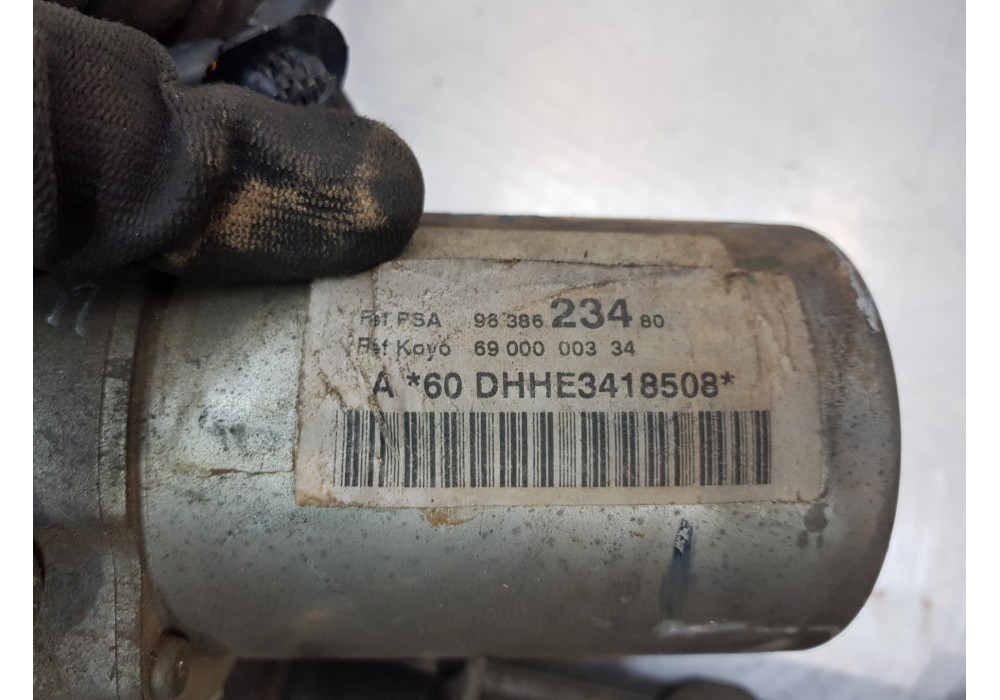 Ref PSA 96 386 234 80
Ref Koyo 69 000 003 34
A *60 DHHE3418508*